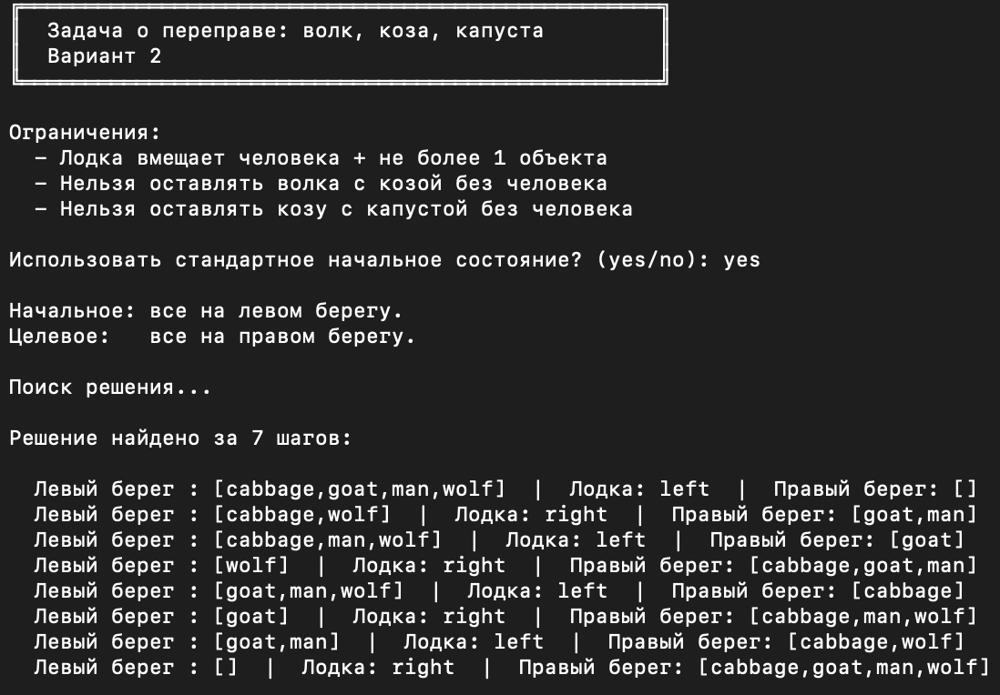 Задача о переправе: волк, коза, капуста
Вариант 2
Ограничения:
– Лодка вмещает человека + не более 1 объекта
– Нельзя оставлять волка с козой без человека
– Нельзя оставлять козу с капустой без человека
Использовать стандартное начальное состояние? (yes/no): yes
Начальное: все на левом берегу.
Целевое:   все на правом берегу.
Поиск решения...
Решение найдено за 7 шагов:
Левый берег : [cabbage,goat,man,wolf]  |  Лодка: left  |  Правый берег: []
Левый берег : [cabbage,wolf]  |  Лодка: right  |  Правый берег: [goat,man]
Левый берег : [cabbage,man,wolf]  |  Лодка: left  |  Правый берег: [goat]
Левый берег : [wolf]  |  Лодка: right  |  Правый берег: [cabbage,goat,man]
Левый берег : [goat,man,wolf]  |  Лодка: left  |  Правый берег: [cabbage]
Левый берег : [goat]  |  Лодка: right  |  Правый берег: [cabbage,man,wolf]
Левый берег : [goat,man]  |  Лодка: left  |  Правый берег: [cabbage,wolf]
Левый берег : []  |  Лодка: right  |  Правый берег: [cabbage,goat,man,wolf]